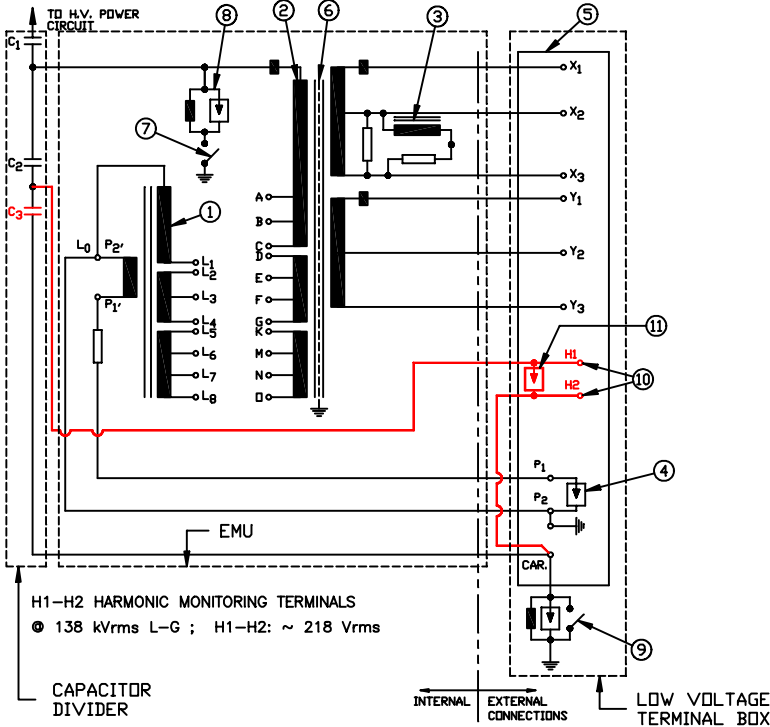 TO H.V. POWER
CIRCUIT
C1
C2
C3
8
2
6
3
5
7
1
X1
X2
X3
Y1
Y2
Y3
A
B
C
D
E
F
G
K
M
N
O
L0
P2'
P1'
L1
L2
L3
L4
L5
L6
L7
L8
11
H1
10
H2
P1
4
P2
CAR.
9
EMU
H1-H2 HARMONIC MONITORING TERMINALS
@ 138 kVrms L-G ; H1-H2: ~ 218 Vrms
CAPACITOR
DIVIDER
INTERNAL
EXTERNAL
CONNECTIONS
LOW VOLTAGE
TERMINAL BOX